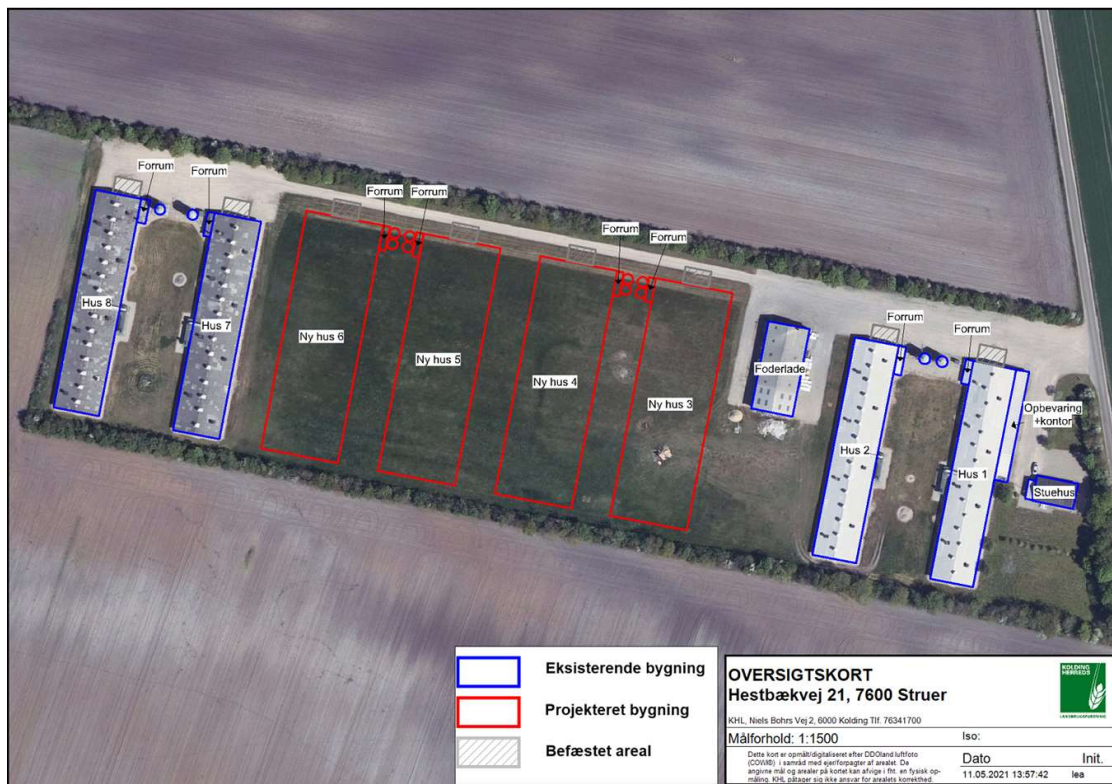 Forrum
Forrum
Forrum
Forrum
Forrum
Forrum
Forrum
Forrum
Hus 8
Hus 7
Ny hus 6
Ny hus 5
Ny hus 4
Ny hus 3
Foderlade
Hus 2
Hus 1
Opbevaring
+kontor
Stuehus
Eksisterende bygning
Projekteret bygning
Befæstet areal
OVERSIGTSKORT
Hestbækvej 21, 7600 Struer
KOLDING
HERREDS
LANDBRUGSFORENING
KHL, Niels Bohrs Vej 2, 6000 Kolding Tlf. 76341700
Målforhold: 1:1500
Iso:
Dette kort er opmålt/digitaliseret efter DDOland luftfoto
(COWI®) i samråd med ejer/forpagter af arealet. De
angivne mål og arealer på kortet kan afvige i fht. en fysisk op-
måling. KHL påtager sig ikke ansvar for arealets korrekthed.
Dato
Init.
11.05.2021 13:57:42
lea